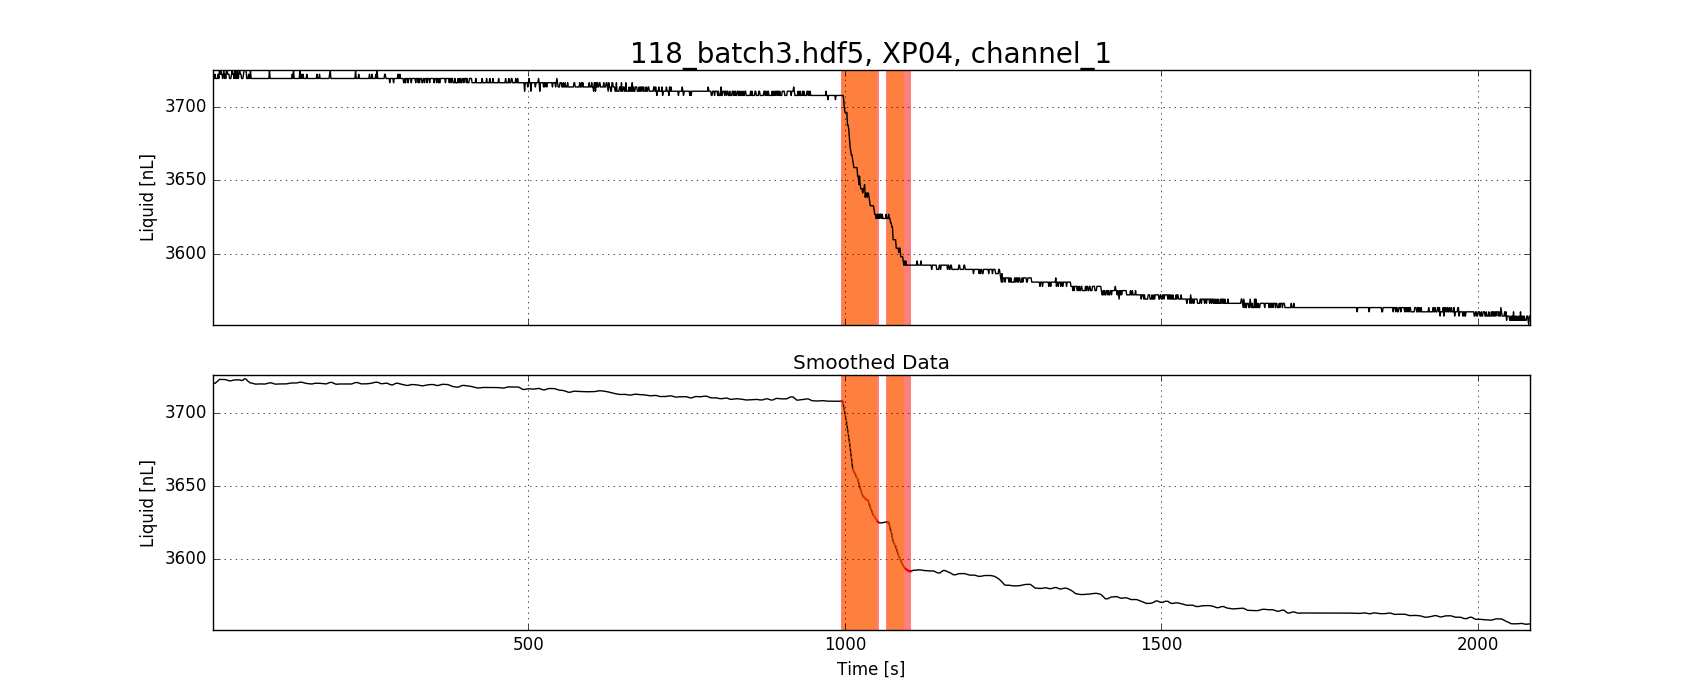 118_batch3.hdf5, XP04, channel_1
3700
3650
3600
Liquid [nL]
Smoothed Data
3700
3650
3600
Liquid [nL]
500
1000
1500
2000
Time [s]